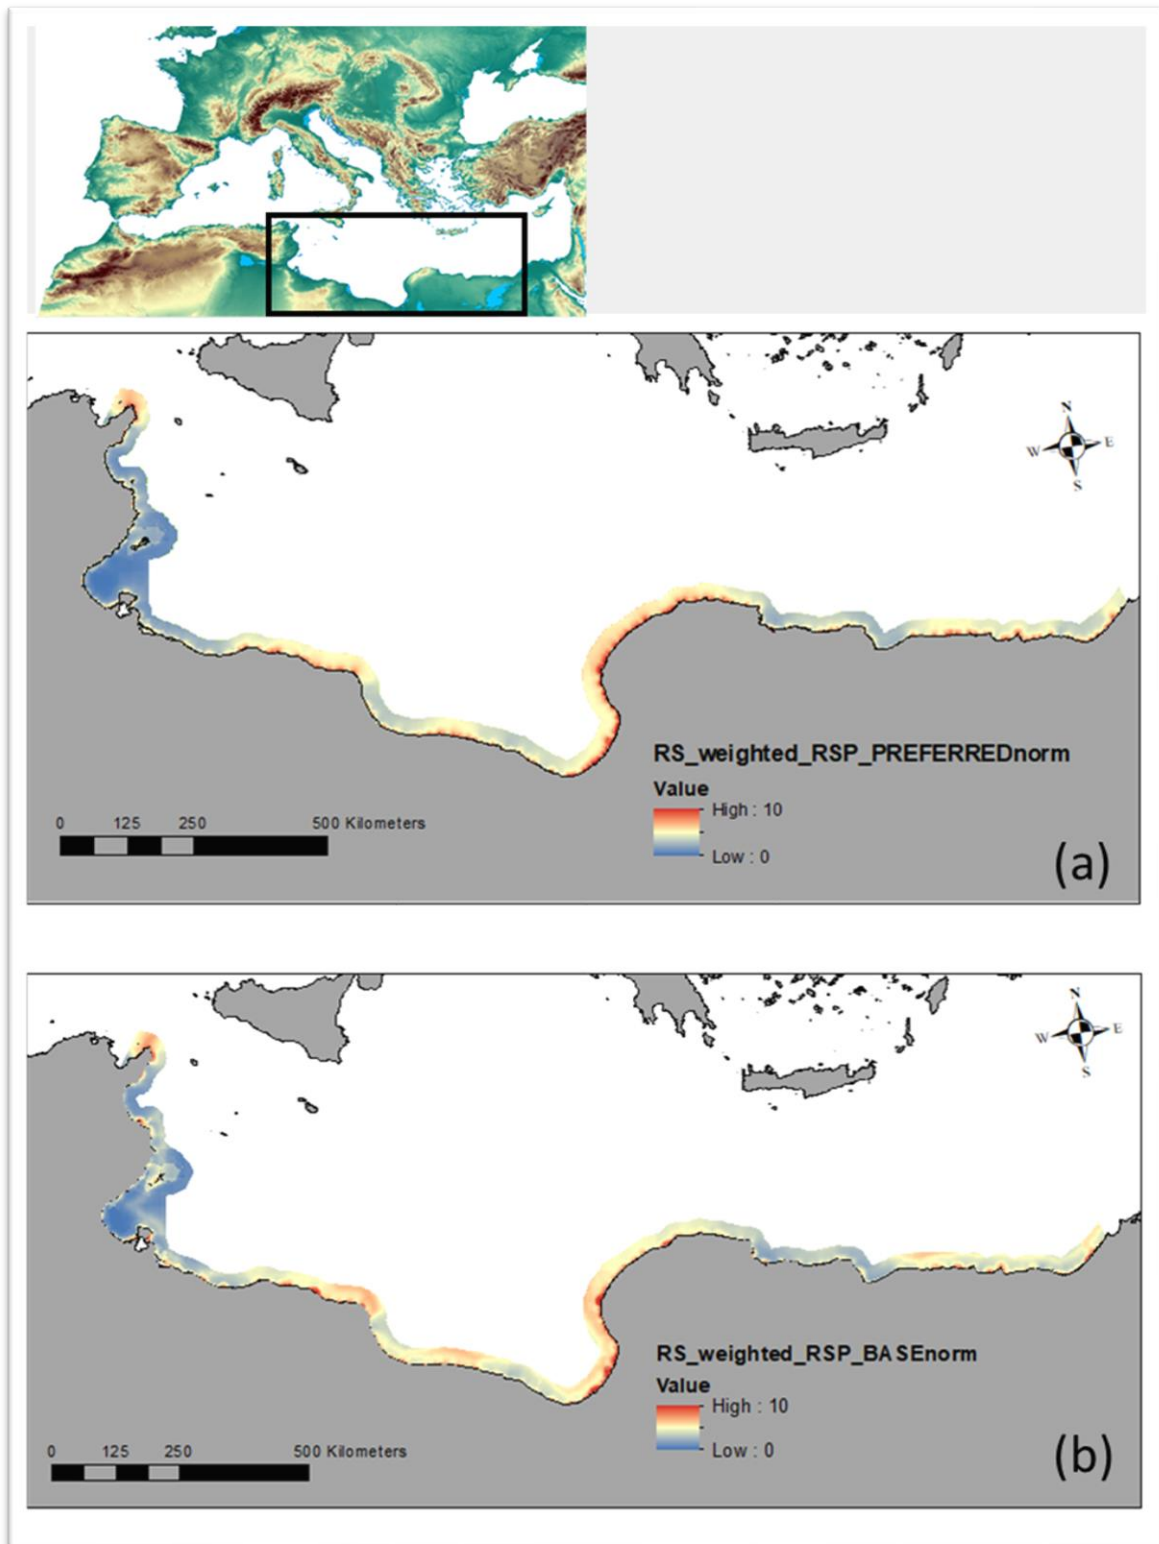 N
W E
S
RS_weighted_RSP_PREFERREDnorm
Value
High : 10
Low : 0
0 125 250 500 Kilometers
(a)
N
W E
S
RS_weighted_RSP_BASEnorm
Value
High : 10
Low : 0
0 125 250 500 Kilometers
(b)